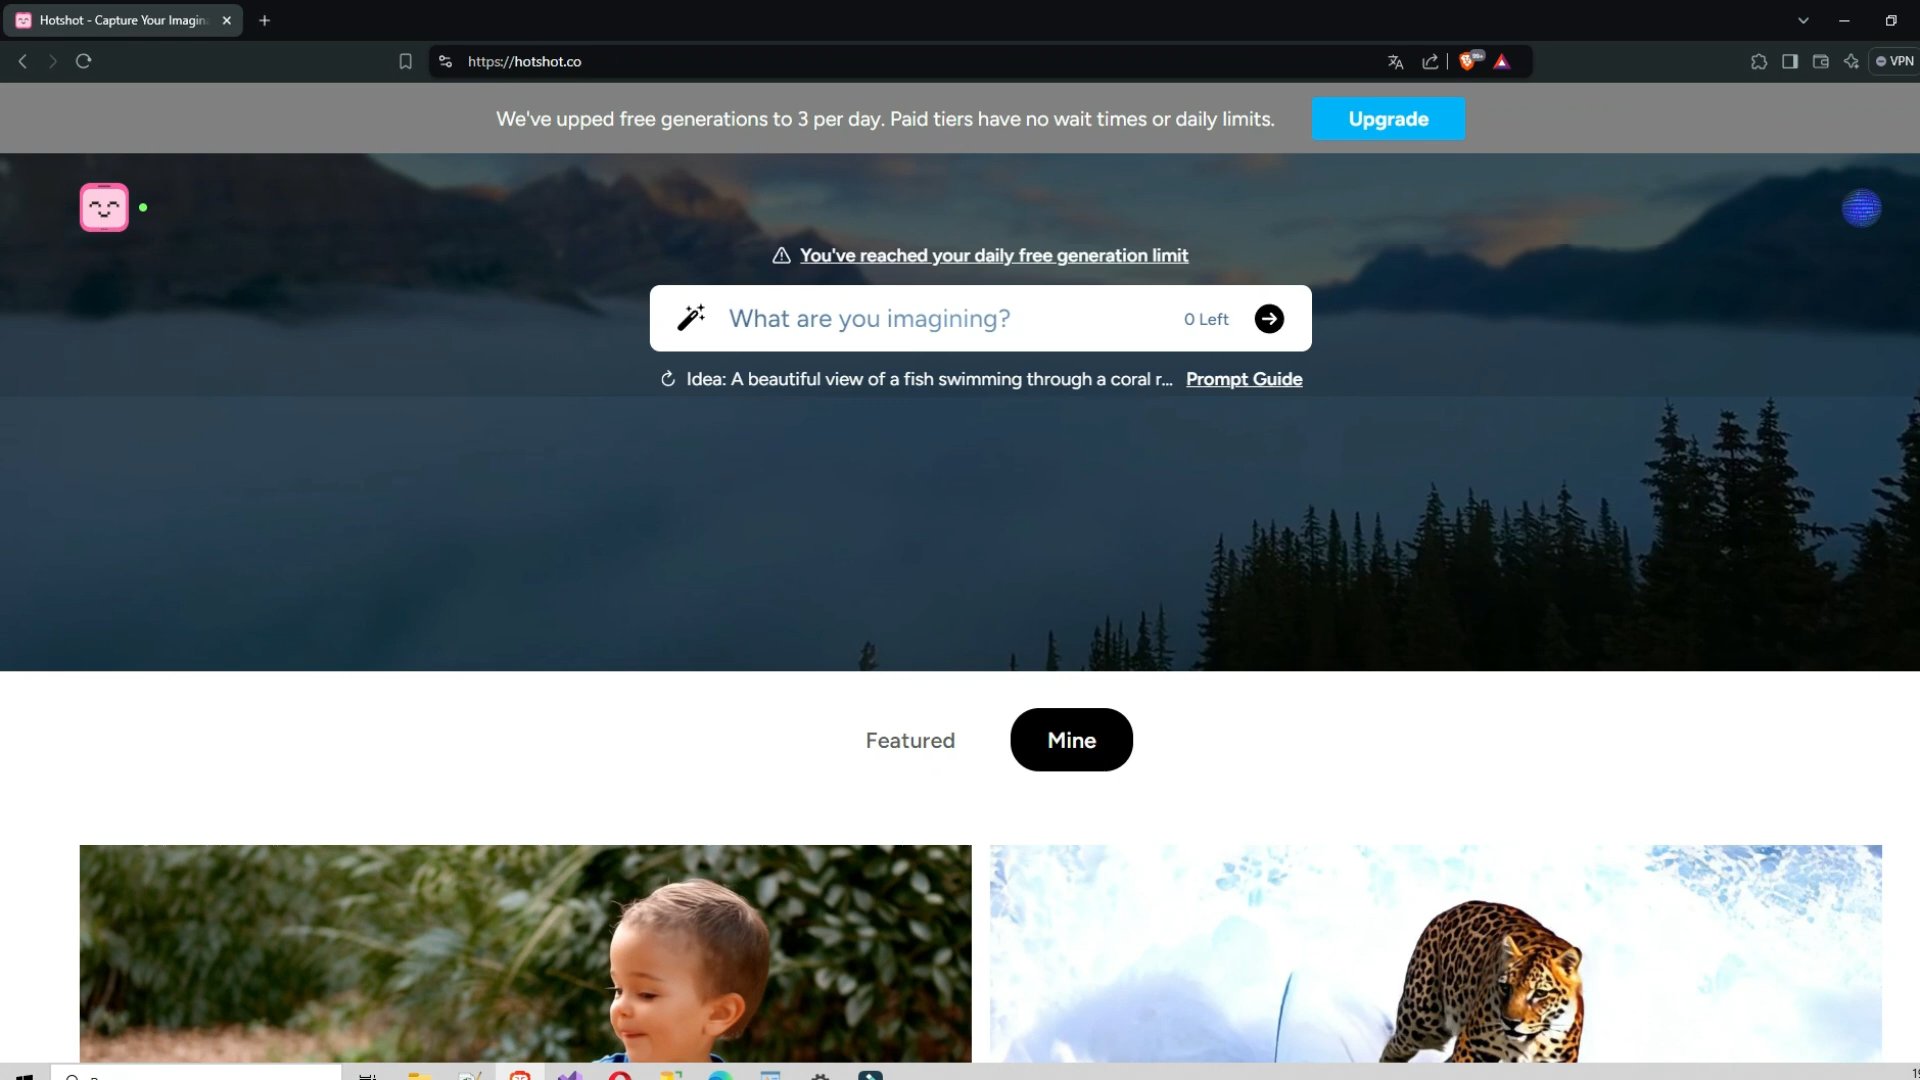 Hotshot - Capture Your Imagin
https://hotshot.co
VPN
We've upped free generations to 3 per day. Paid tiers have no wait times or daily limits.
Upgrade
You've reached your daily free generation limit
What are you imagining?
0 Left
Idea: A beautiful view of a fish swimming through a coral r...
Prompt Guide
Featured
Mine